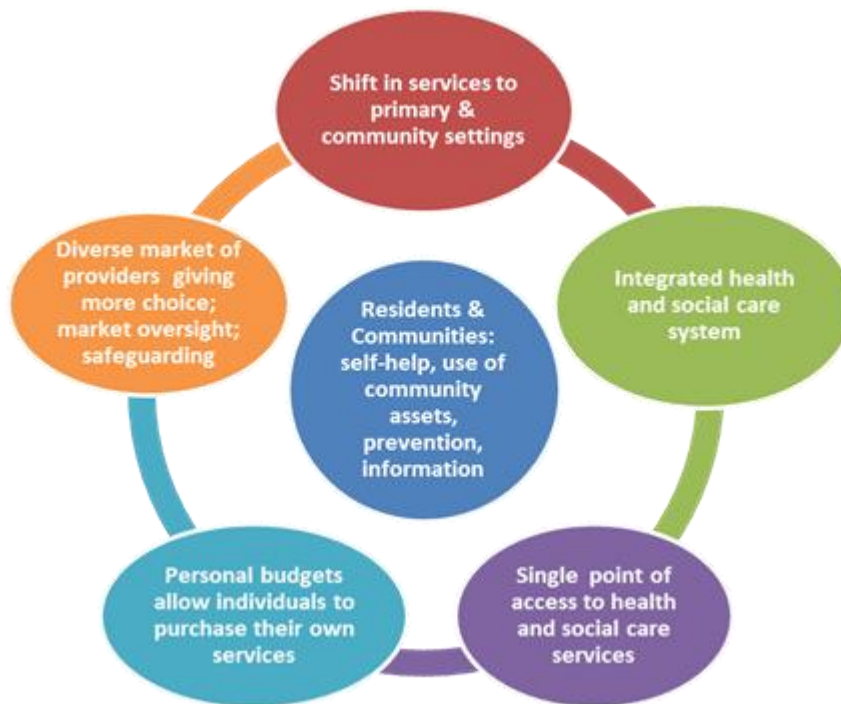 Shift in services to
primary &
community settings
Integrated health
and social care
system
Single point of
access to health
and social care
services
Personal budgets
allow individuals to
purchase their own
services
Diverse market of
providers giving
more choice;
market oversight;
safeguarding
Residents &
Communities:
self-help, use of
community
assets,
prevention,
information